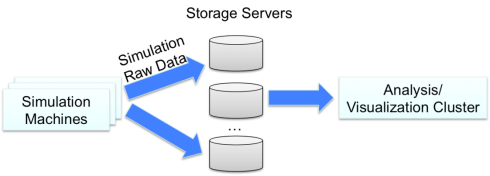 Storage Servers
Simulation
Raw Data
Simulation
Machines
...
Analysis/
Visualization Cluster